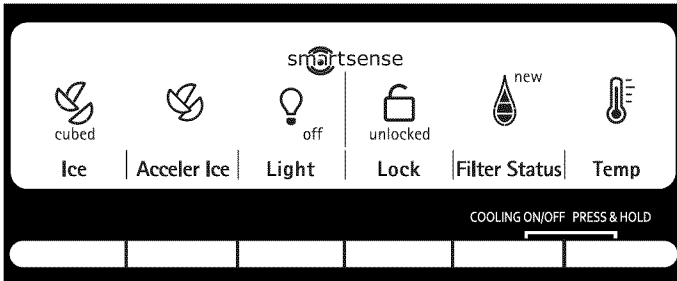 smartsense
new
cubed
off
unlocked
Ice
Acceler Ice
Light
Lock
Filter Status
Temp
COOLING ON/OFF PRESS & HOLD